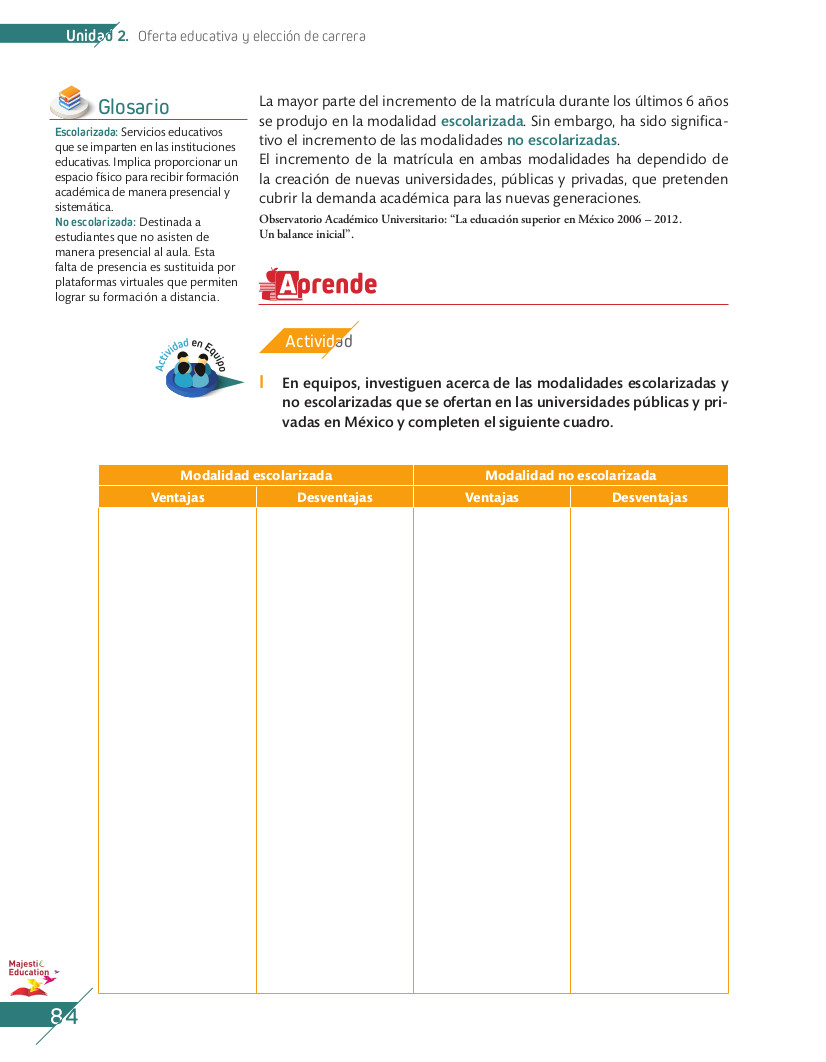 Unidad 2. Oferta educativa y elección de carrera
Glosario
Escolarizada: Servicios educativos
que se imparten en las instituciones
educativas. Implica proporcionar un
espacio físico para recibir formación
académica de manera presencial y
sistemática.
No escolarizada: Destinada a
estudiantes que no asisten de
manera presencial al aula. Esta
falta de presencia es sustituida por
plataformas virtuales que permiten
lograr su formación a distancia.
La mayor parte del incremento de la matrícula durante los últimos 6 años
se produjo en la modalidad escolarizada. Sin embargo, ha sido significa-
tivo el incremento de las modalidades no escolarizadas.
El incremento de la matrícula en ambas modalidades ha dependido de
la creación de nuevas universidades, públicas y privadas, que pretenden
cubrir la demanda académica para las nuevas generaciones.
Observatorio Académico Universitario: “La educación superior en México 2006 – 2012.
Un balance inicial”.
Aprende
Actividad
Actividad en Equipo
I En equipos, investiguen acerca de las modalidades escolarizadas y
no escolarizadas que se ofertan en las universidades públicas y pri-
vadas en México y completen el siguiente cuadro.
Modalidad escolarizada Modalidad no escolarizada
Ventajas Desventajas Ventajas Desventajas
Majestic
Education
84